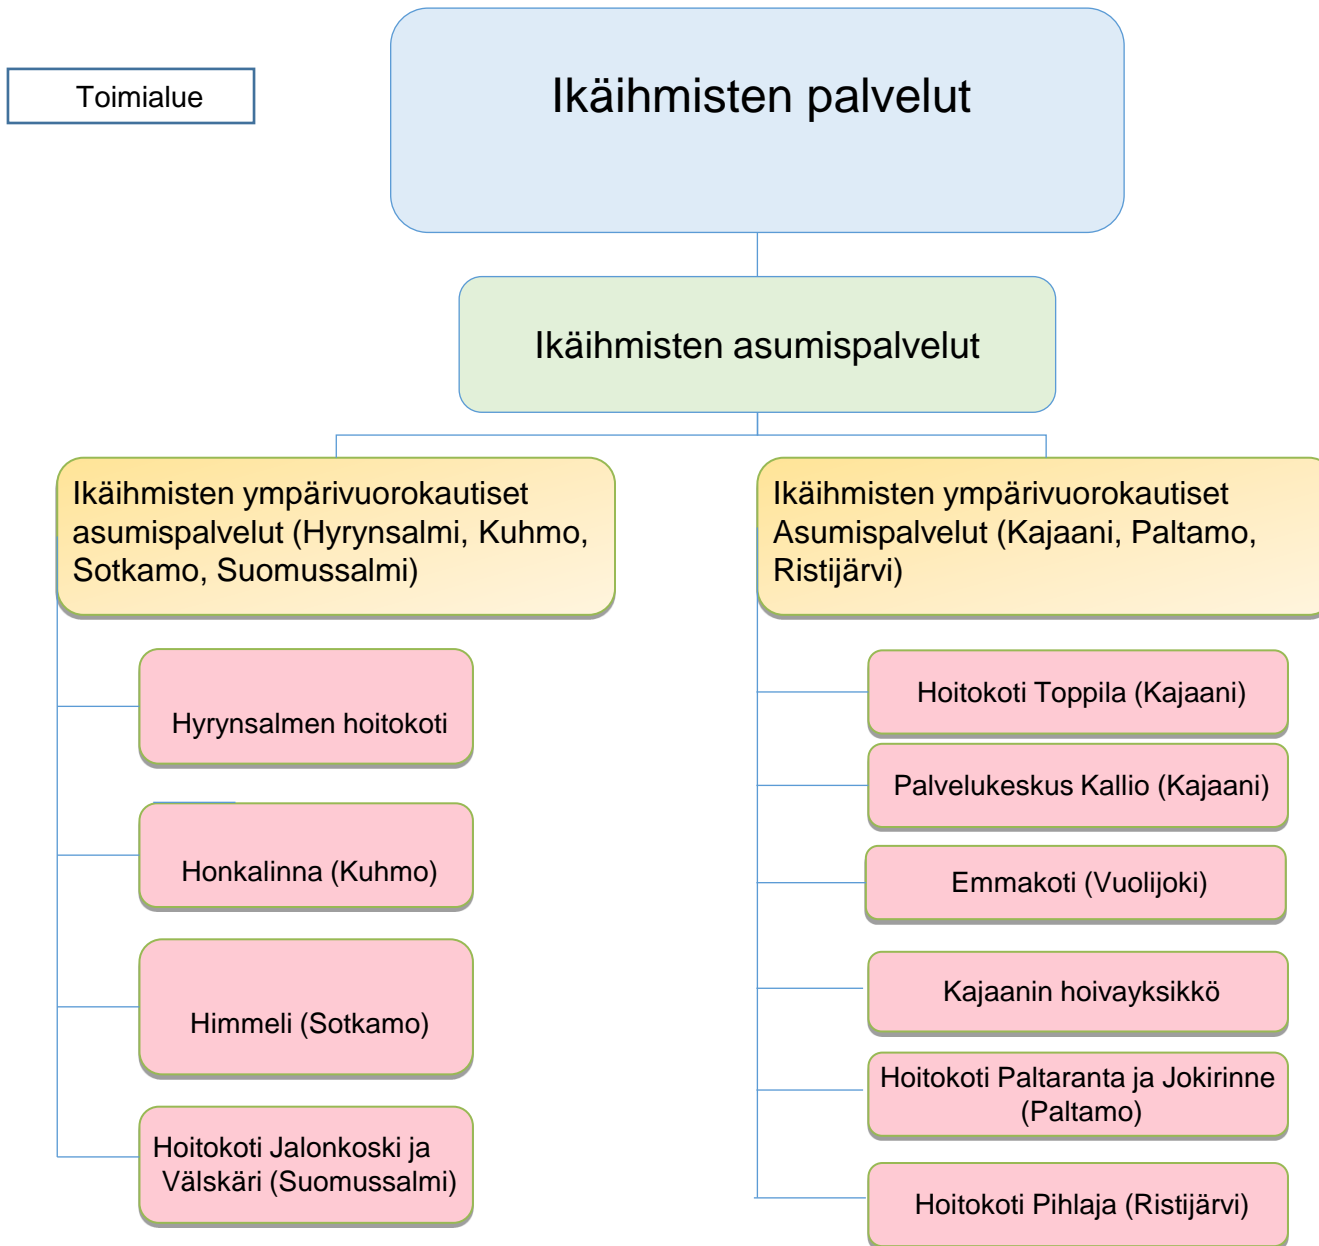 Toimialue
Ikäihmisten palvelut
Ikäihmisten asumispalvelut
Ikäihmisten ympärivuorokautiset
asumispalvelut (Hyrynsalmi, Kuhmo,
Sotkamo, Suomussalmi)
Hyrynsalmen hoitokoti
Honkalinna (Kuhmo)
Himmeli (Sotkamo)
Hoitokoti Jalonkoski ja
Välskäri (Suomussalmi)
Ikäihmisten ympärivuorokautiset
Asumispalvelut (Kajaani, Paltamo,
Ristijärvi)
Hoitokoti Toppila (Kajaani)
Palvelukeskus Kallio (Kajaani)
Emmakoti (Vuolijoki)
Kajaanin hoivayksikkö
Hoitokoti Paltaranta ja Jokirinne
(Paltamo)
Hoitokoti Pihlaja (Ristijärvi)